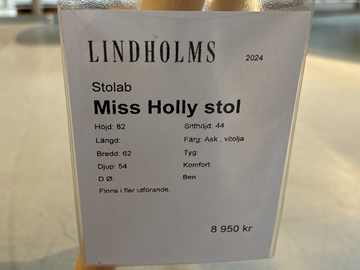 LINDHOLMS 2024
Stolab
Miss Holly stol
Höjd: 82 Sitthöjd: 44
Längd: Färg: Ask , vitolja
Bredd: 62 Tyg:
Djup: 54 Komfort:
D Ø: Ben:
Finns i fler utförande.
8 950 kr